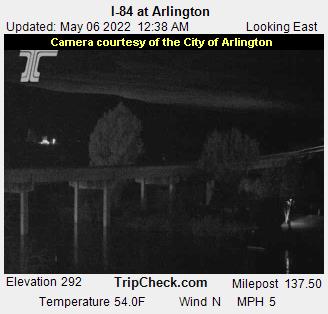 I-84 at Arlington
Updated: May 06 2022 12:38 AM Looking East
Camera courtesy of the City of Arlington
Elevation 292 TripCheck.com Milepost 137.50
Temperature 54.0F Wind N MPH 5